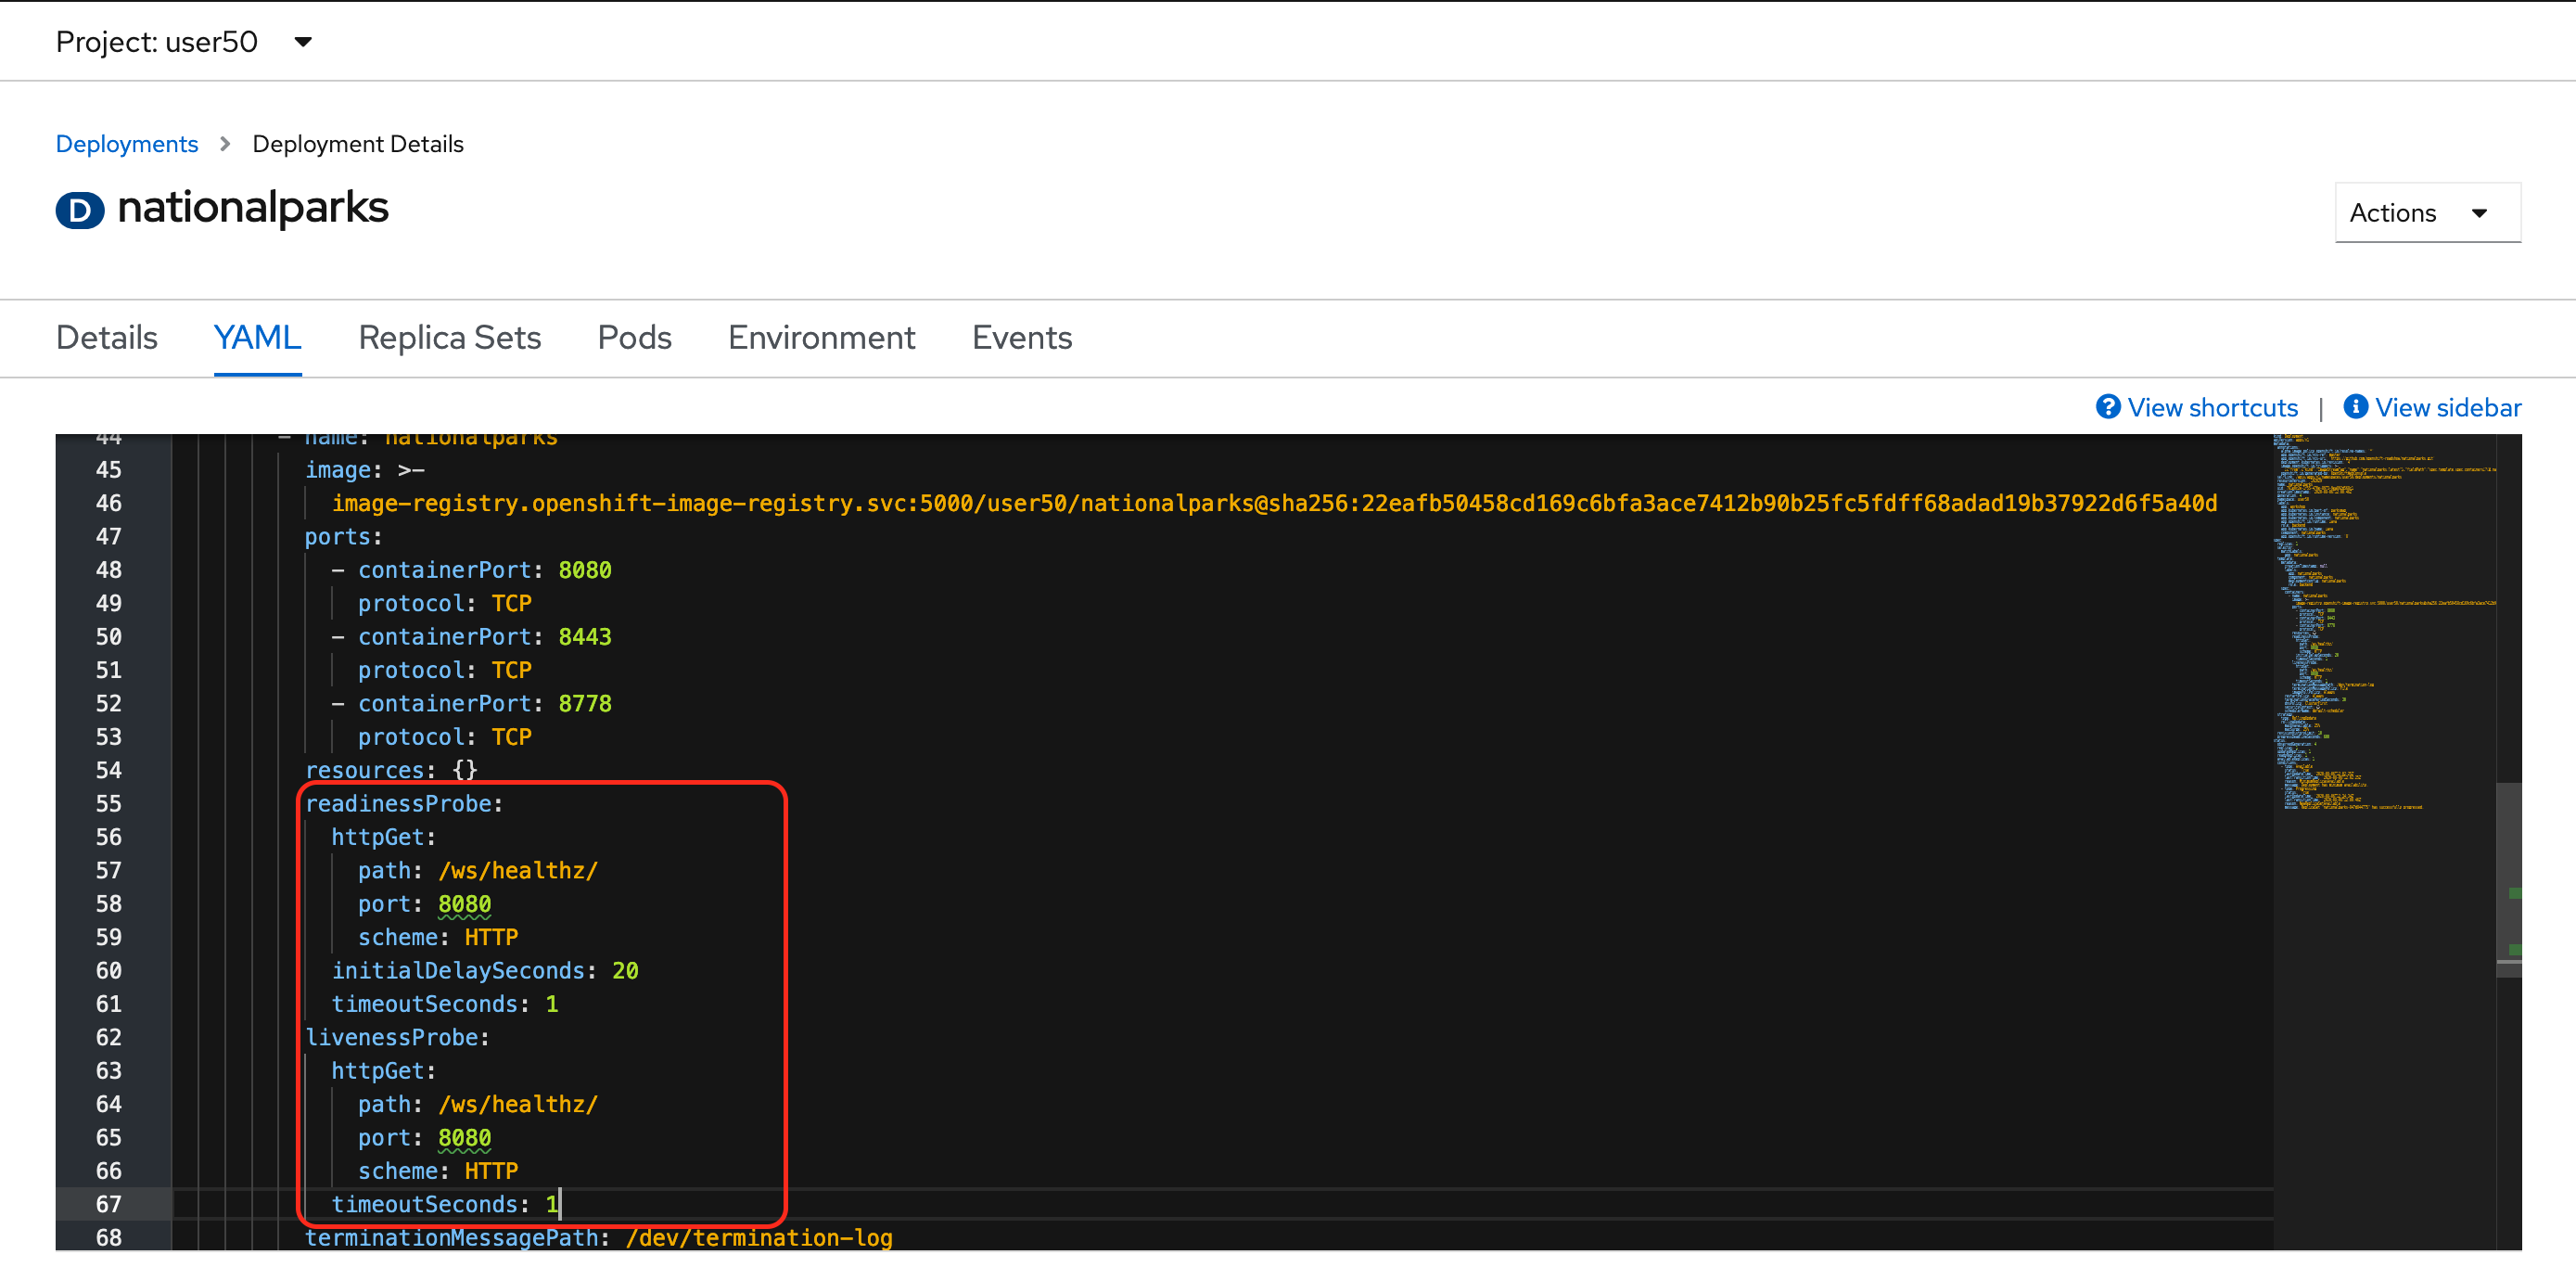 Project: user50
Deployments > Deployment Details
D nationalparks
Actions
Details YAML Replica Sets Pods Environment Events
View shortcuts | View sidebar
44 - name: nationalparks
45 image: >-
46 image-registry.openshift-image-registry.svc:5000/user50/nationalparks@sha256:22eafb50458cd169c6bfa3ace7412b90b25fc5fdff68adad19b37922d6f5a40d
47 ports:
48 - containerPort: 8080
49 protocol: TCP
50 - containerPort: 8443
51 protocol: TCP
52 - containerPort: 8778
53 protocol: TCP
54 resources: {}
55 readinessProbe:
56 httpGet:
57 path: /ws/healthz/
58 port: 8080
59 scheme: HTTP
60 initialDelaySeconds: 20
61 timeoutSeconds: 1
62 livenessProbe:
63 httpGet:
64 path: /ws/healthz/
65 port: 8080
66 scheme: HTTP
67 timeoutSeconds: 1
68 terminationMessagePath: /dev/termination-log